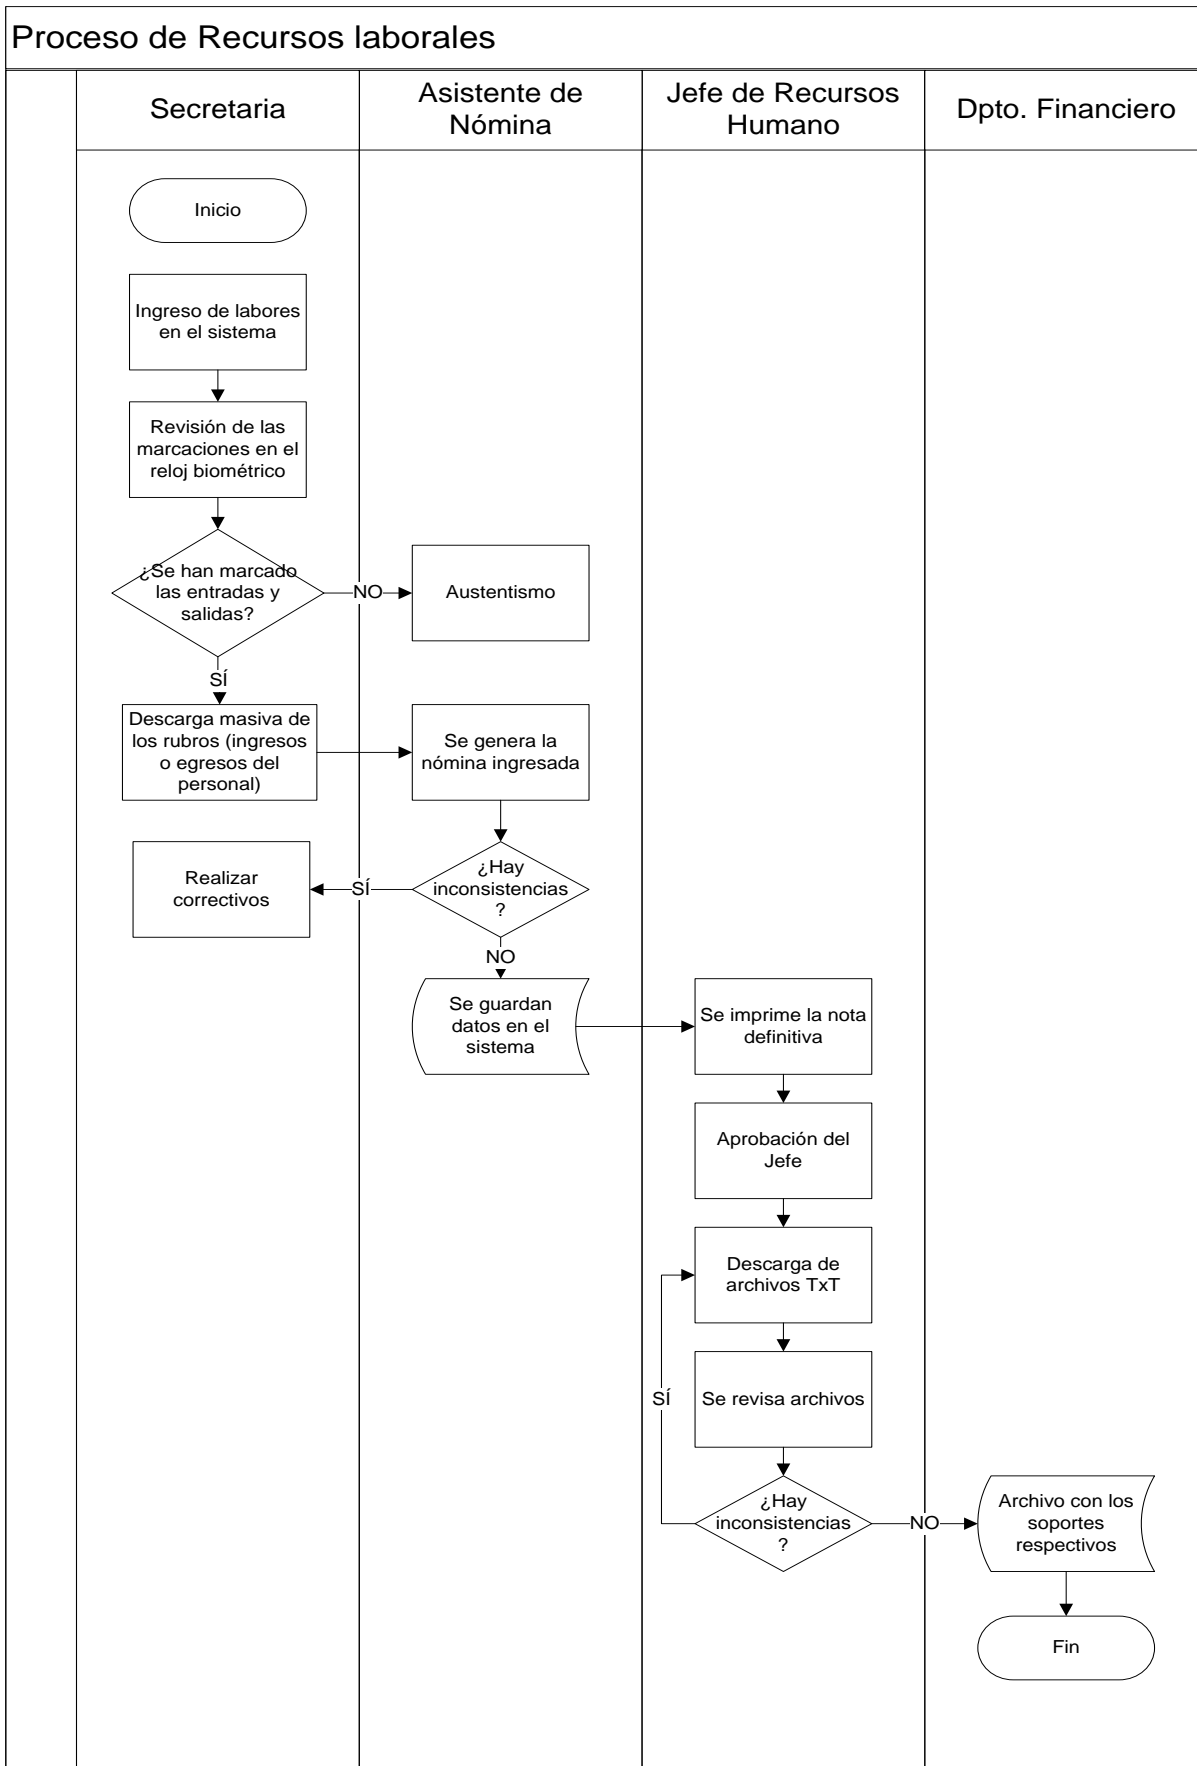 Proceso de Recursos laborales
Secretaria
Asistente de
Nómina
Jefe de Recursos
Humano
Dpto. Financiero
Inicio
Ingreso de labores
en el sistema
Revisión de las
marcaciones en el
reloj biométrico
¿Se han marcado
las entradas y
salidas?
NO
Austentismo
SÍ
Descarga masiva de
los rubros (ingresos
o egresos del
personal)
Se genera la
nómina ingresada
¿Hay
inconsistencias
?
SÍ
Realizar
correctivos
NO
Se guardan
datos en el
sistema
Se imprime la nota
definitiva
Aprobación del
Jefe
Descarga de
archivos TxT
Se revisa archivos
SÍ
¿Hay
inconsistencias
?
NO
Archivo con los
soportes
respectivos
Fin